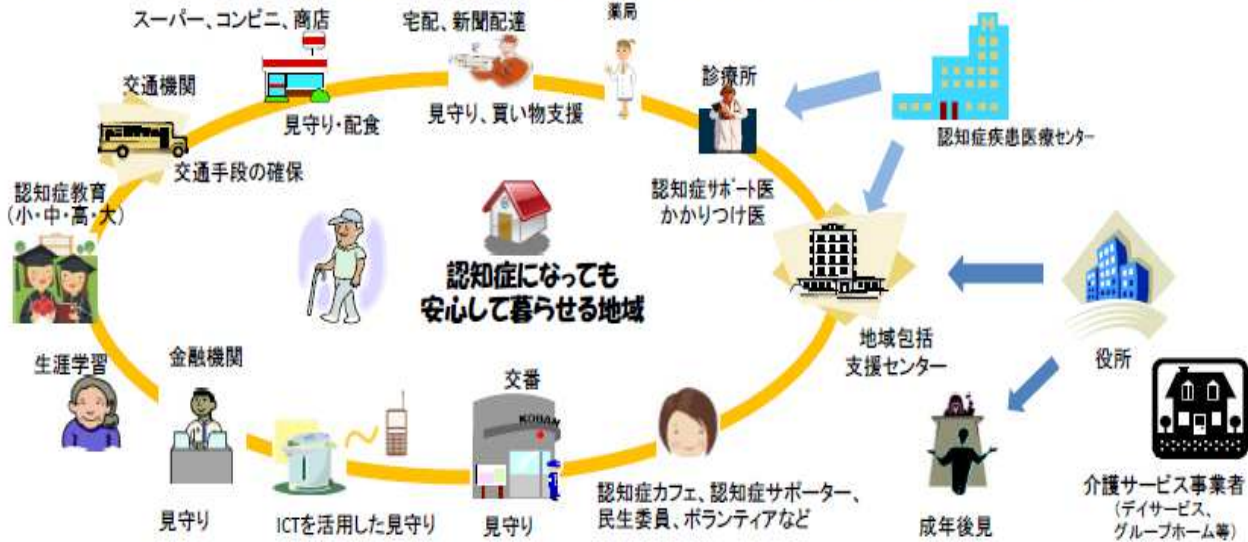 スーパー、コンビニ、商店
宅配、新聞配達
薬局
交通機関
見守り・配食
見守り、買い物支援
診療所
認知症疾患医療センター
交通手段の確保
認知症教育
(小・中・高・大)
認知症サポート医
かかりつけ医
認知症になっても
安心して暮らせる地域
地域包括
支援センター
役所
生涯学習
金融機関
交番
KOBAN
見守り
ICTを活用した見守り
見守り
認知症カフェ、認知症サポーター、
民生委員、ボランティアなど
成年後見
介護サービス事業者
(デイサービス、
グループホーム等)